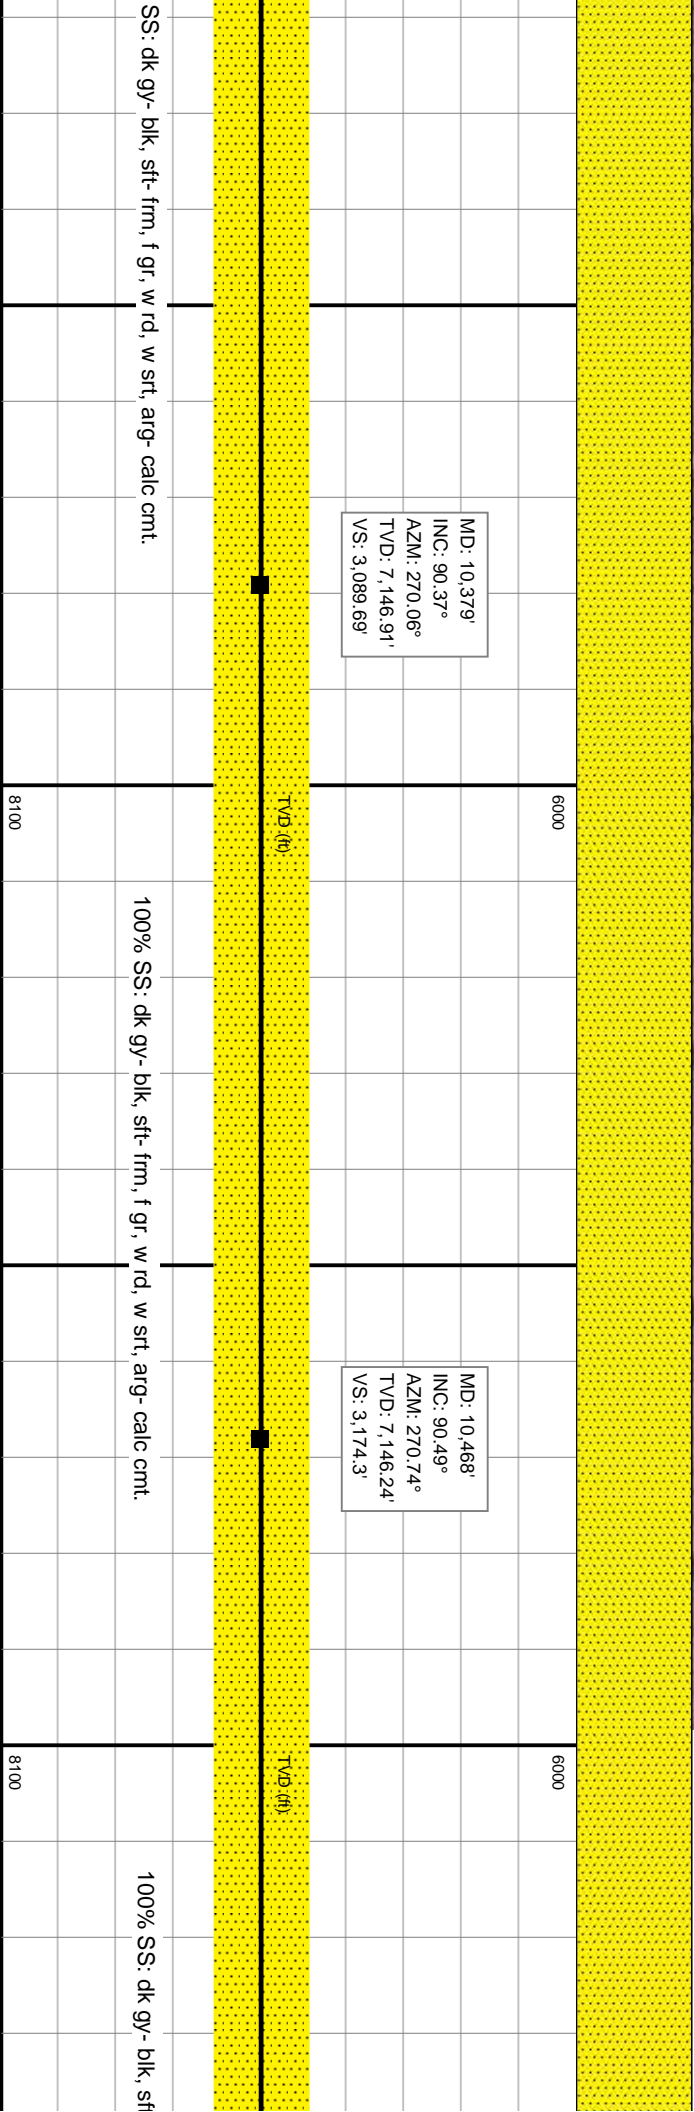 SS: dk gy- blk, sft- frm, f gr, w rd, w srt, arg- calc cmt.
MD: 10,379'
INC: 90.37°
AZM: 270.06°
TVD: 7,146.91'
VS: 3,089.69'
6000
TVD (ft)
8100
100% SS: dk gy- blk, sft- frm, f gr, w rd, w srt, arg- calc cmt.
MD: 10,468'
INC: 90.49°
AZM: 270.74°
TVD: 7,146.24'
VS: 3,174.3'
6000
TVD (ft)
8100
100% SS: dk gy- blk, sft